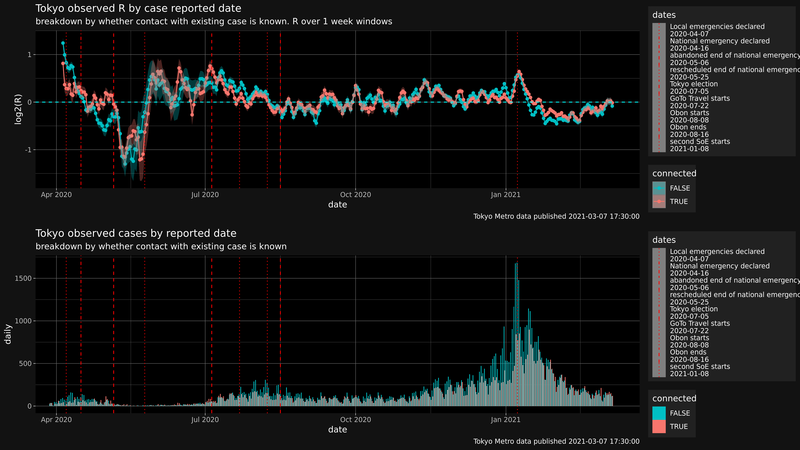 Tokyo observed R by case reported date
breakdown by whether contact with existing case is known. R over 1 week windows
log2(R)
1
0
-1
Apr 2020
Jul 2020
Oct 2020
Jan 2021
date
Tokyo Metro data published 2021-03-07 17:30:00
dates
Local emergencies declared
2020-04-07
National emergency declared
2020-04-16
abandoned end of national emergency
2020-05-06
rescheduled end of national emergenc
2020-05-25
Tokyo election
2020-07-05
GoTo Travel starts
2020-07-22
Obon starts
2020-08-08
Obon ends
2020-08-16
second SoE starts
2021-01-08
connected
FALSE
TRUE
Tokyo observed cases by reported date
breakdown by whether contact with existing case is known
daily
1500
1000
500
0
Apr 2020
Jul 2020
Oct 2020
Jan 2021
date
Tokyo Metro data published 2021-03-07 17:30:00
dates
Local emergencies declared
2020-04-07
National emergency declared
2020-04-16
abandoned end of national emergency
2020-05-06
rescheduled end of national emergenc
2020-05-25
Tokyo election
2020-07-05
GoTo Travel starts
2020-07-22
Obon starts
2020-08-08
Obon ends
2020-08-16
second SoE starts
2021-01-08
connected
FALSE
TRUE